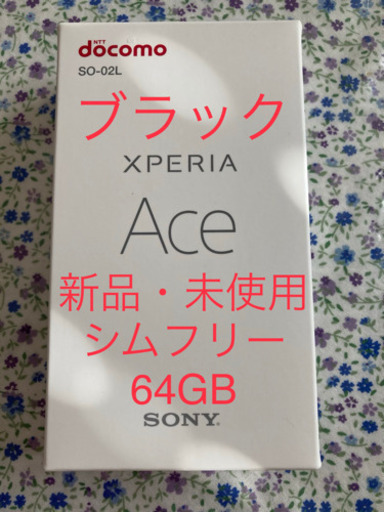 NTT
docomo
SO-02L
ブラック
XPERIA
Ace
新品・未使用
シムフリー
64GB
SONY